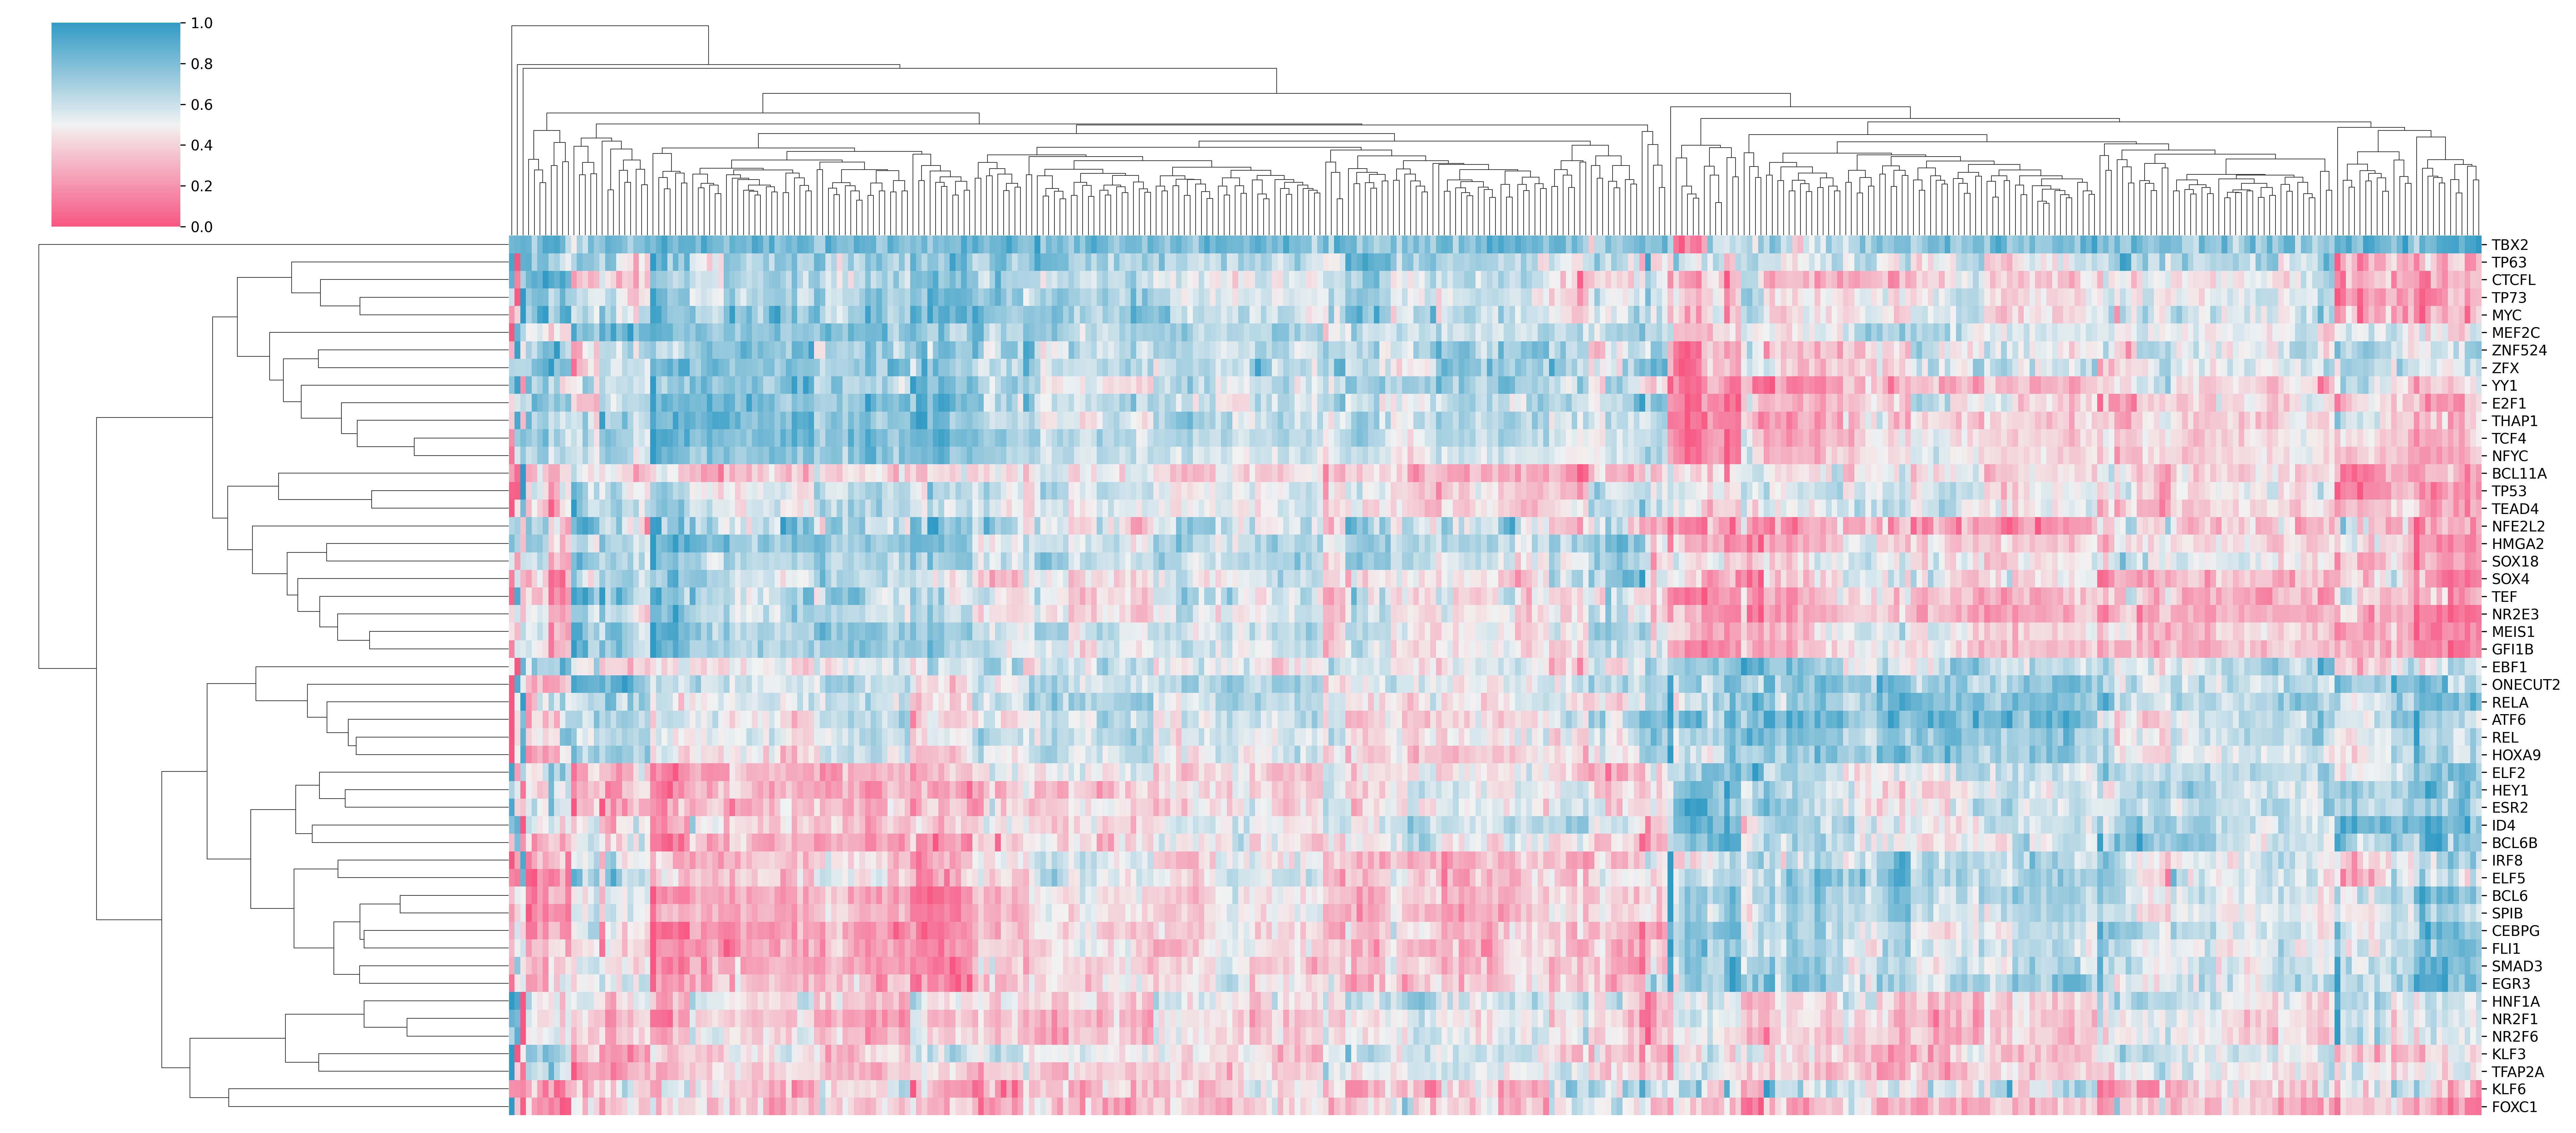 1.0
0.8
0.6
0.4
0.2
0.0
TBX2
TP63
CTCFL
TP73
MYC
MEF2C
ZNF524
ZFX
YY1
E2F1
THAP1
TCF4
NFYC
BCL11A
TP53
TEAD4
NFE2L2
HMGA2
SOX18
SOX4
TEF
NR2E3
MEIS1
GFI1B
EBF1
ONECUT2
RELA
ATF6
REL
HOXA9
ELF2
HEY1
ESR2
ID4
BCL6B
IRF8
ELF5
BCL6
SPIB
CEBPG
FLI1
SMAD3
EGR3
HNF1A
NR2F1
NR2F6
KLF3
TFAP2A
KLF6
FOXC1